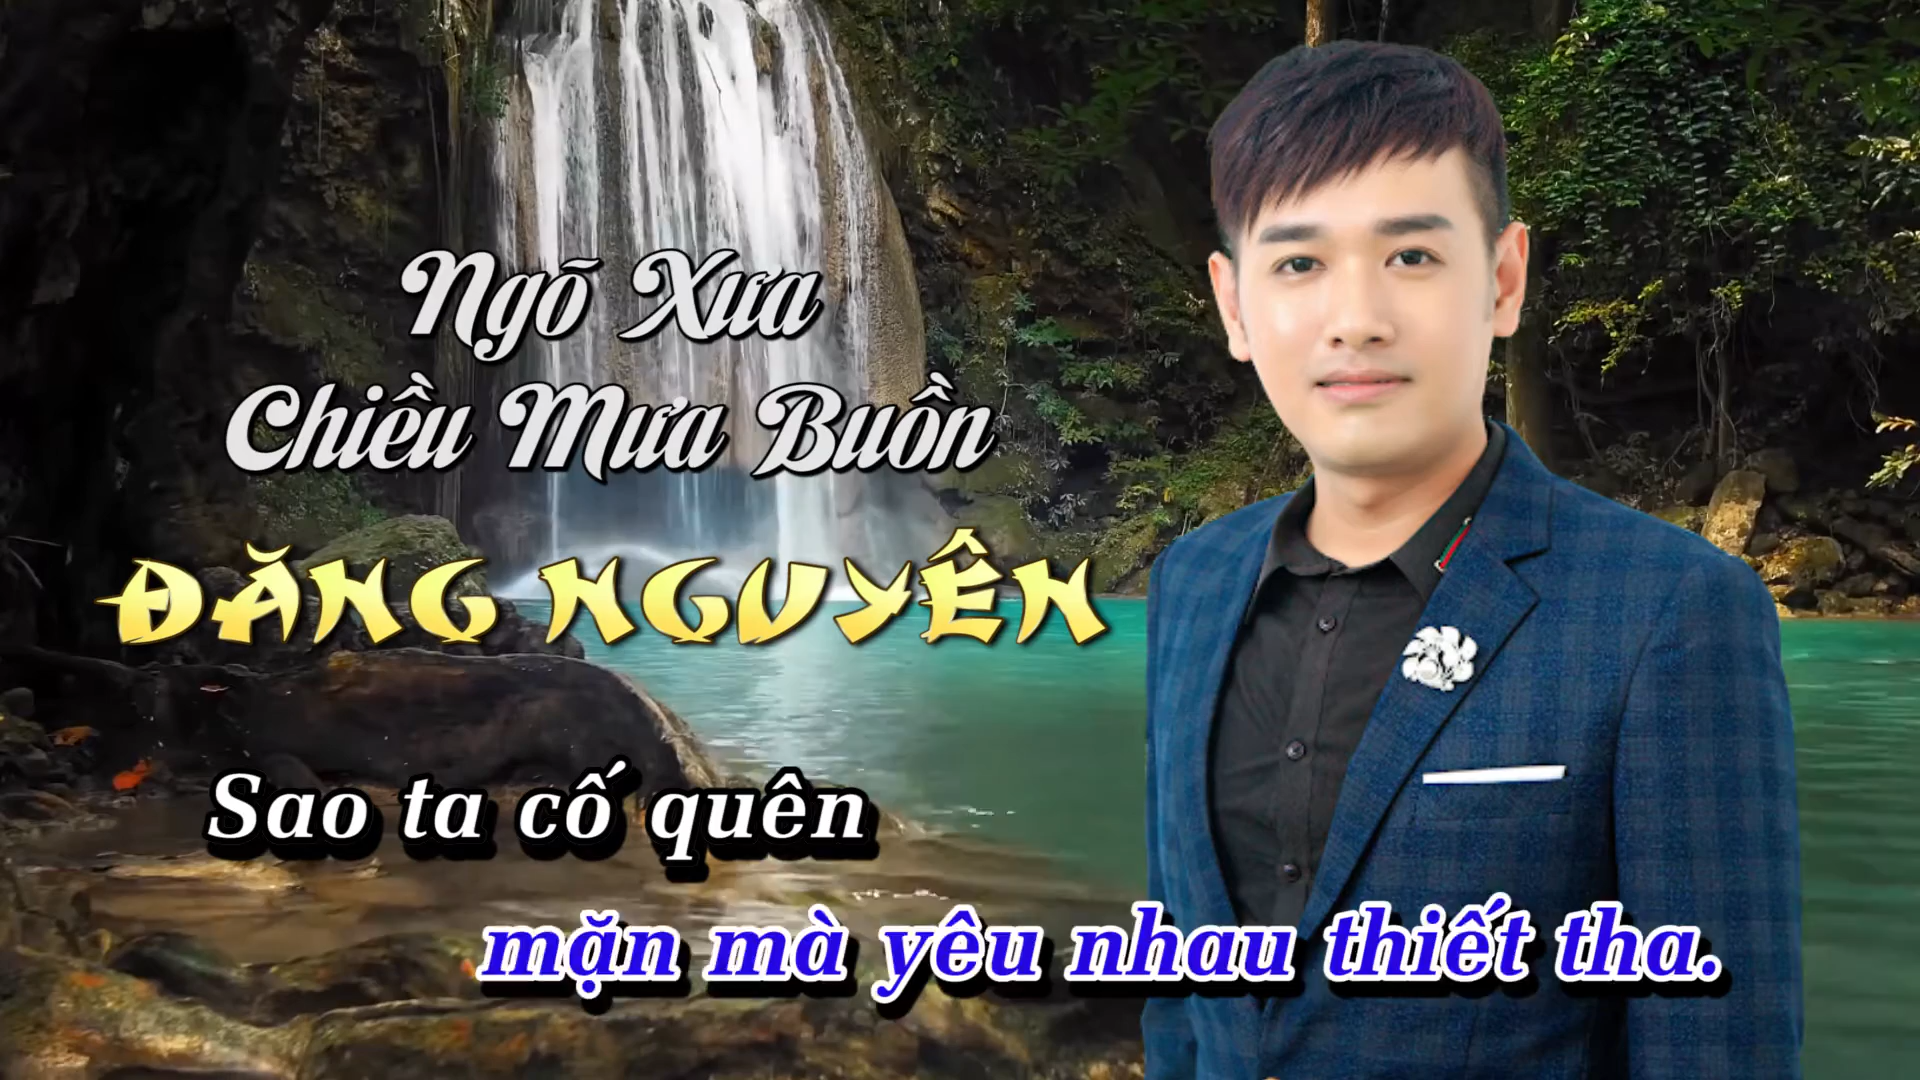 Ngõ Xưa
Chiều Mưa Buồn
ĐĂNG NGUYÊN
Sao ta cố quên
mặn mà yêu nhau thiết tha.